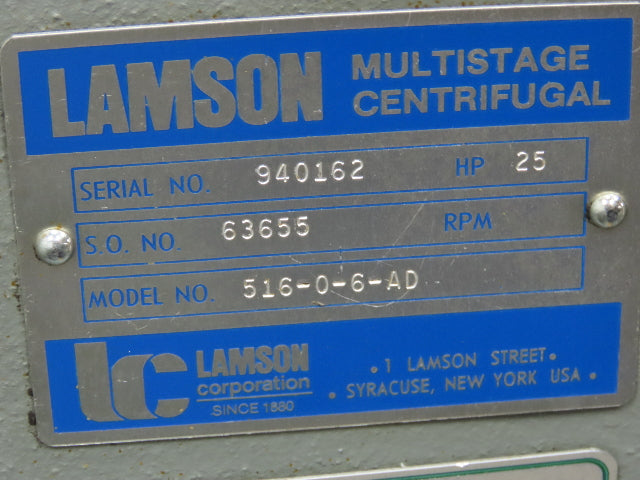 LAMSON MULTISTAGE CENTRIFUGAL
SERIAL NO. 940162 HP 25
S.O. NO. 63655 RPM
MODEL NO. 516-0-6-AD
lc LAMSON corporation SINCE 1880
• 1 LAMSON STREET •
• SYRACUSE, NEW YORK USA •